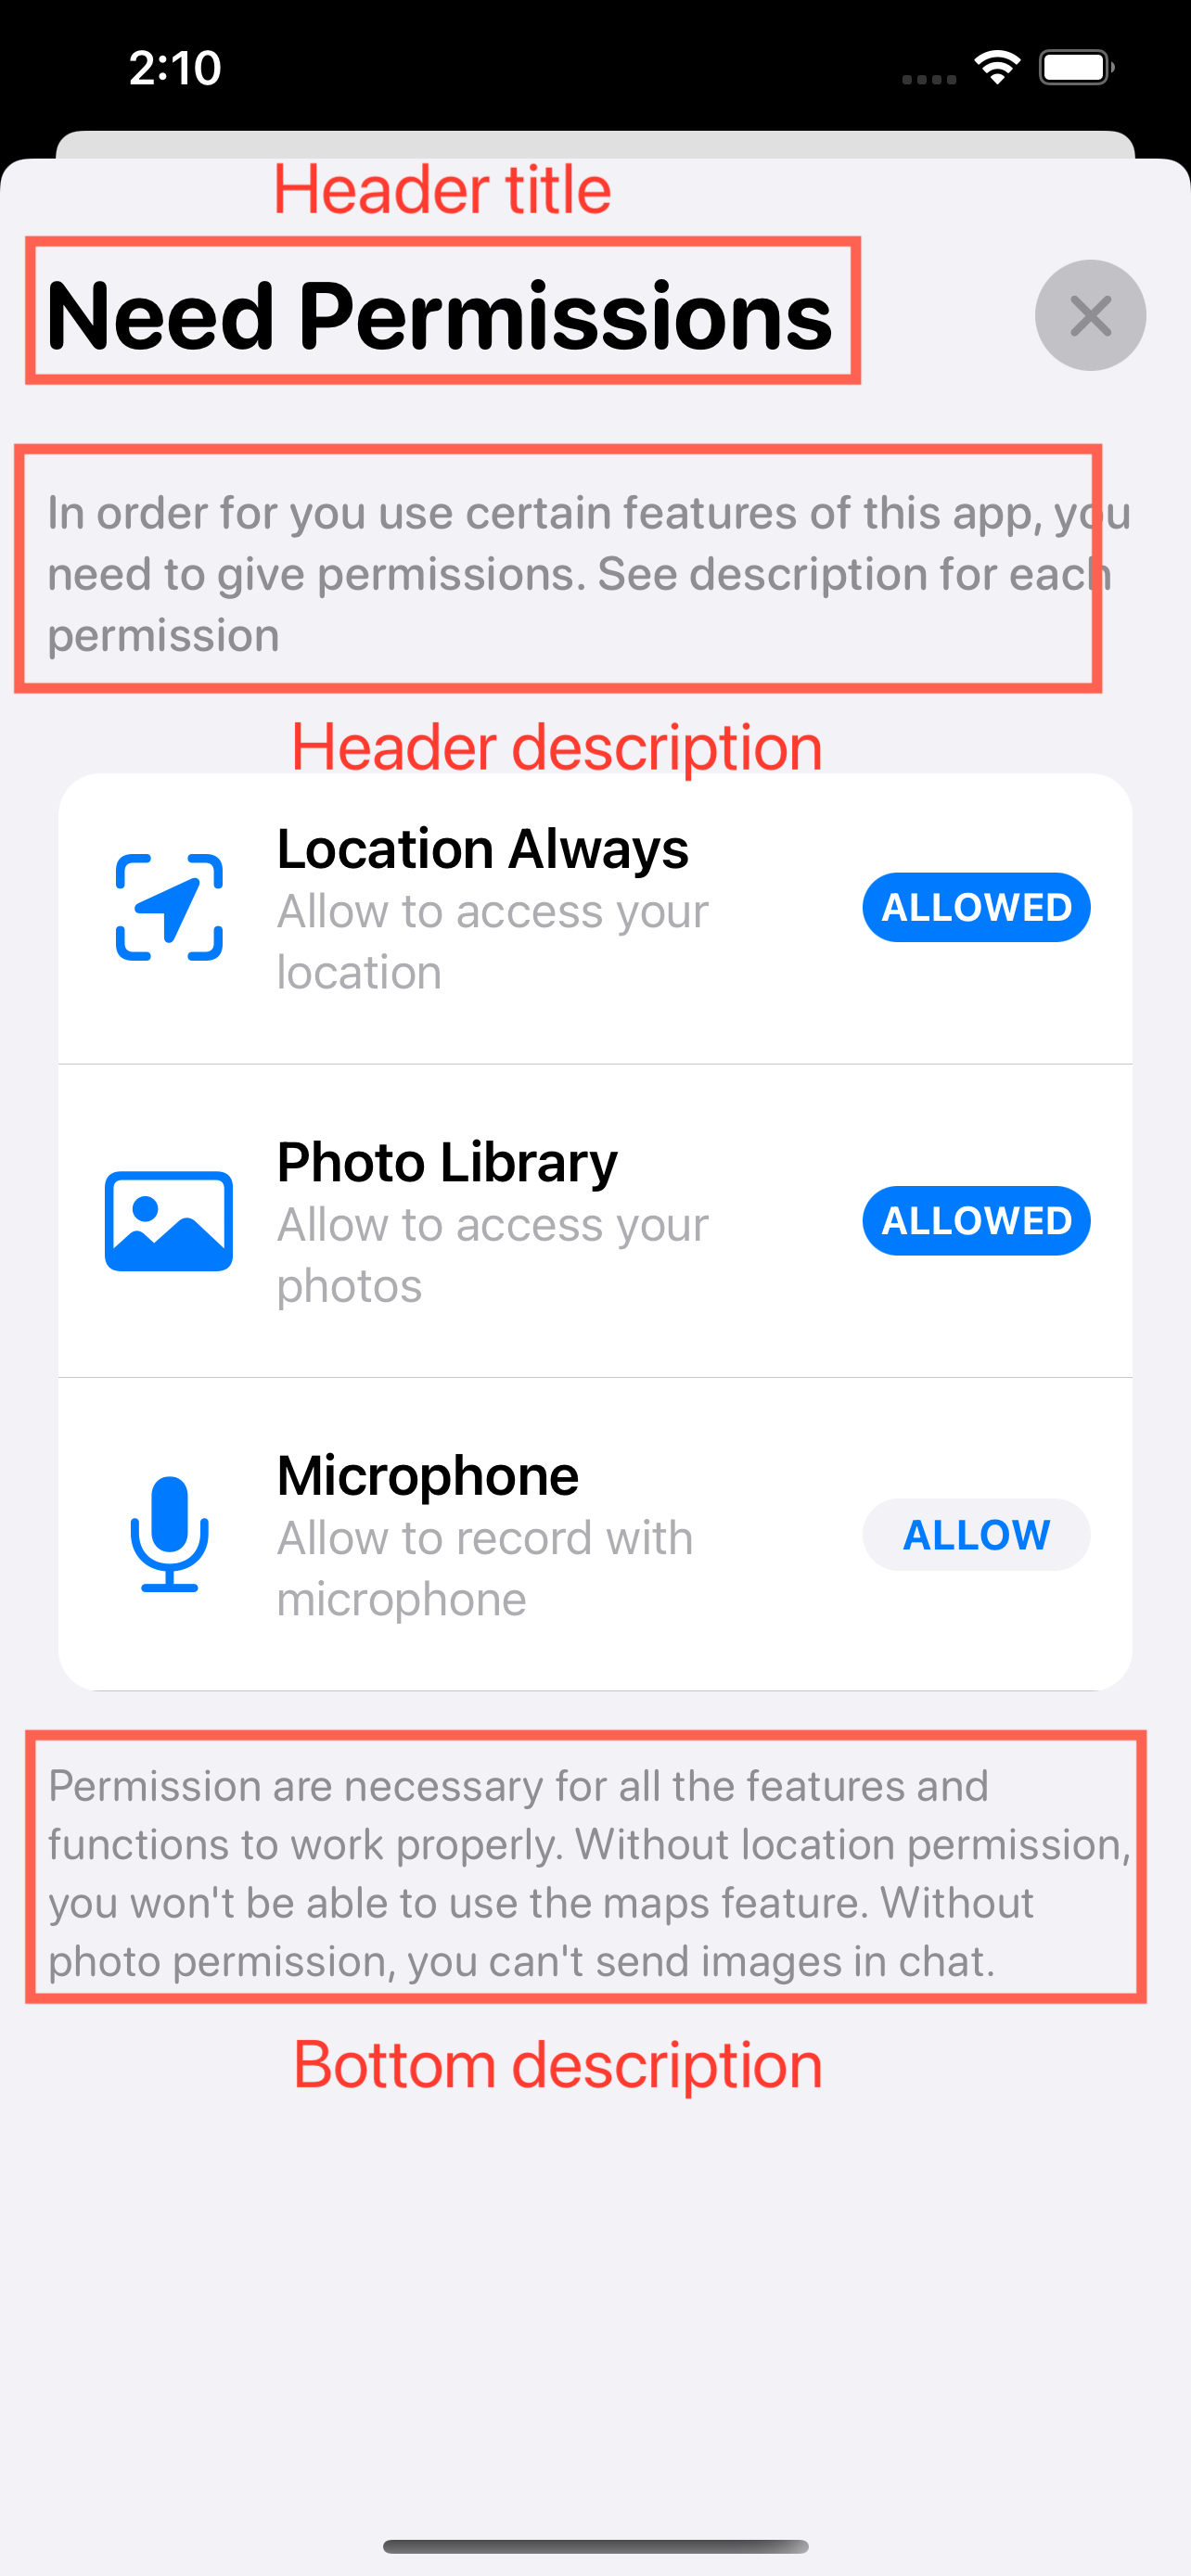 2:10
Header title
Need Permissions
In order for you use certain features of this app, you
need to give permissions. See description for each
permission
Header description
Location Always
Allow to access your
location
ALLOWED
Photo Library
Allow to access your
photos
ALLOWED
Microphone
Allow to record with
microphone
ALLOW
Permission are necessary for all the features and
functions to work properly. Without location permission,
you won't be able to use the maps feature. Without
photo permission, you can't send images in chat.
Bottom description